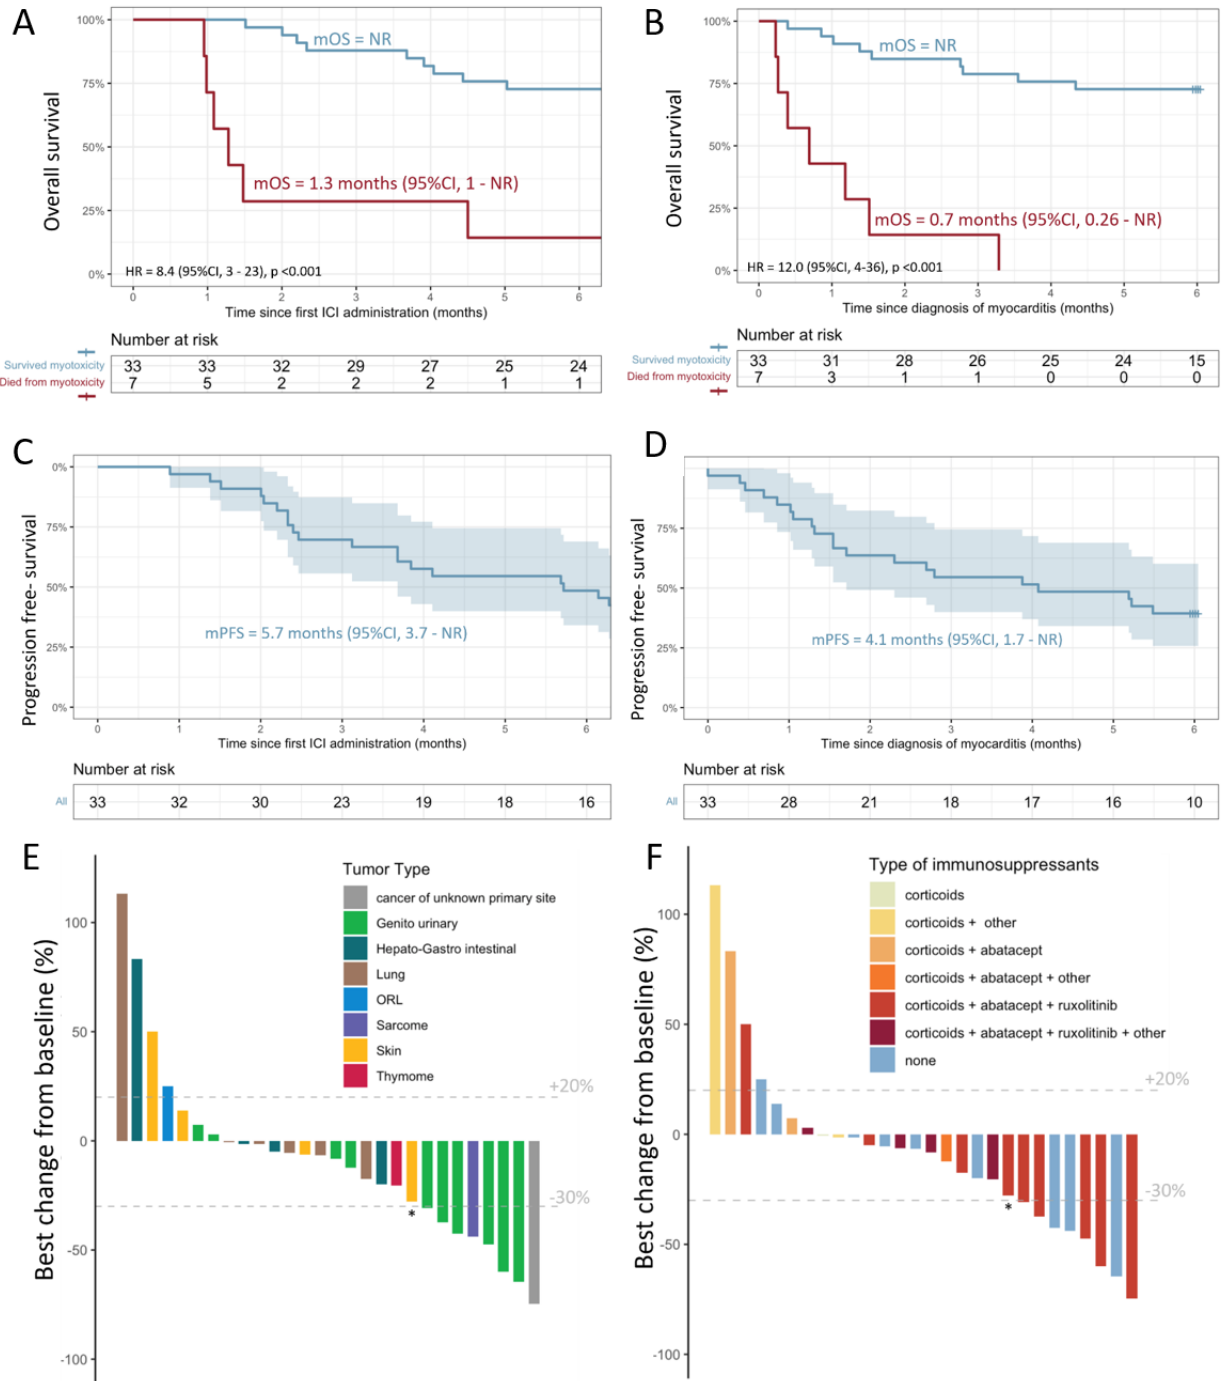 A
100%
75%
50%
25%
0%
Overall survival
mOS = NR
mOS = 1.3 months (95%CI, 1 - NR)
HR = 8.4 (95%CI, 3 - 23), p <0.001
0 1 2 3 4 5 6
Time since first ICI administration (months)
Number at risk
Survived myotoxicity 33 33 32 29 27 25 24
Died from myotoxicity 7 5 2 2 2 1 1
B
100%
75%
50%
25%
0%
Overall survival
mOS = NR
mOS = 0.7 months (95%CI, 0.26 - NR)
HR = 12.0 (95%CI, 4-36), p <0.001
0 1 2 3 4 5 6
Time since diagnosis of myocarditis (months)
Number at risk
Survived myotoxicity 33 31 28 26 25 24 15
Died from myotoxicity 7 3 1 1 0 0 0
C
0%
75%
50%
25%
0%
Progression free- survival
mPFS = 5.7 months (95%CI, 3.7 - NR)
0 1 2 3 4 5 6
Time since first ICI administration (months)
Number at risk
All 33 32 30 23 19 18 16
D
75%
50%
25%
0%
Progression free- survival
mPFS = 4.1 months (95%CI, 1.7 - NR)
0 1 2 3 4 5 6
Time since diagnosis of myocarditis (months)
Number at risk
All 33 28 21 18 17 16 10
E
Tumor Type
cancer of unknown primary site
Genito urinary
Hepato-Gastro intestinal
Lung
ORL
Sarcome
Skin
Thymome
100
50
0
-50
-100
Best change from baseline (%)
+20%
-30%
*
F
Type of immunosuppressants
corticoids
corticoids + other
corticoids + abatacept
corticoids + abatacept + other
corticoids + abatacept + ruxolitinib
corticoids + abatacept + ruxolitinib + other
none
100
50
0
-50
-100
Best change from baseline (%)
+20%
-30%
*